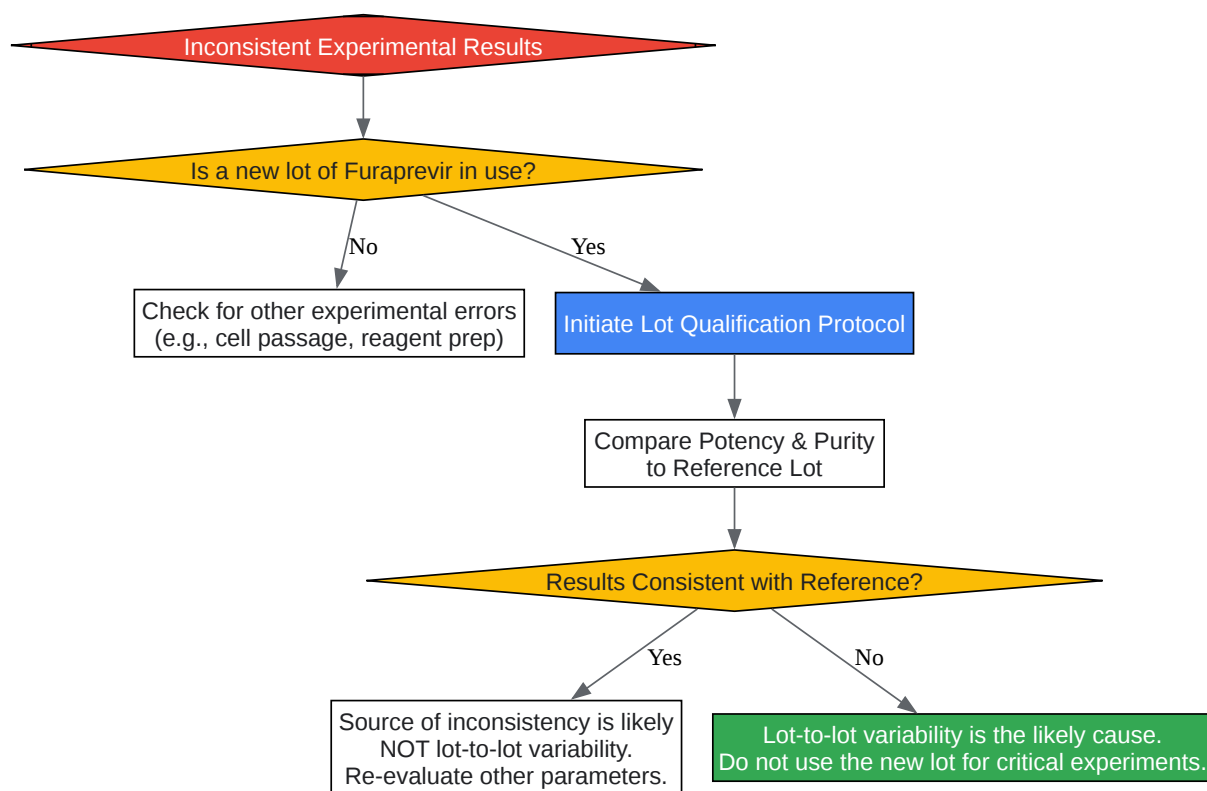 Inconsistent Experimental Results
Is a new lot of Furaprevir in use?
No
Yes
Check for other experimental errors
(e.g., cell passage, reagent prep)
Initiate Lot Qualification Protocol
Compare Potency & Purity
to Reference Lot
Results Consistent with Reference?
Yes
No
Source of inconsistency is likely
NOT lot-to-lot variability.
Re-evaluate other parameters.
Lot-to-lot variability is the likely cause.
Do not use the new lot for critical experiments.